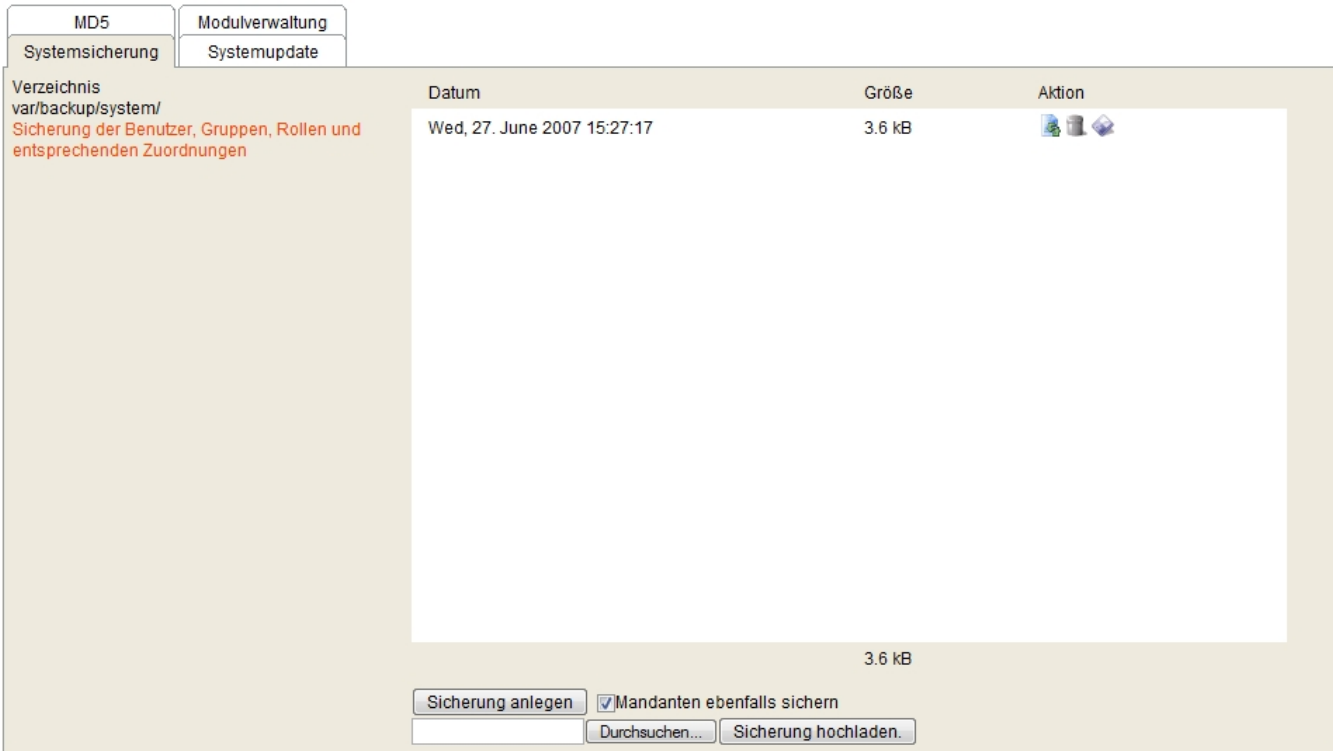 MD5 Modulverwaltung
Systemsicherung Systemupdate
Verzeichnis
var/backup/system/
Sicherung der Benutzer, Gruppen, Rollen und
entsprechenden Zuordnungen
Datum Größe Aktion
Wed, 27. June 2007 15:27:17 3.6 kB
3.6 kB
Sicherung anlegen Mandanten ebenfalls sichern
Durchsuchen... Sicherung hochladen.